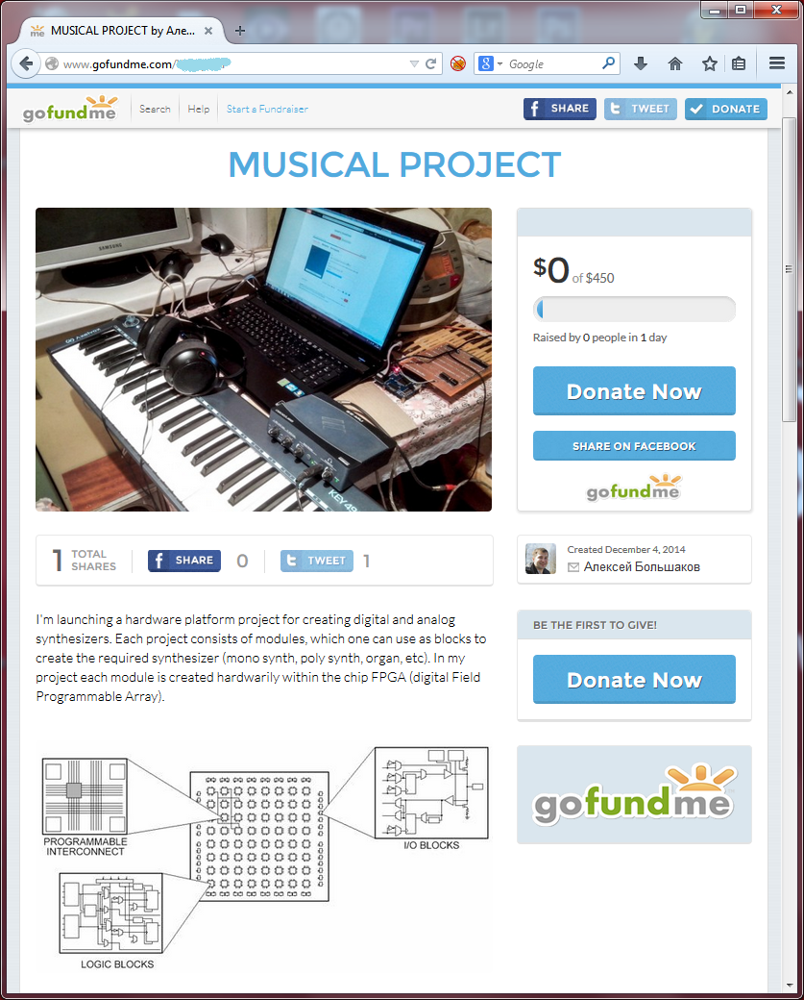 MUSICAL PROJECT by Але...
www.gofundme.com/
Google
gofundme
Search
Help
Start a Fundraiser
SHARE
TWEET
DONATE
MUSICAL PROJECT
SAMSUNG
KEY49
$0 of $450
Raised by 0 people in 1 day
Donate Now
SHARE ON FACEBOOK
gofundme
1 TOTAL SHARES
SHARE 0
TWEET 1
Created December 4, 2014
Алексей Большаков
I'm launching a hardware platform project for creating digital and analog
synthesizers. Each project consists of modules, which one can use as blocks to
create the required synthesizer (mono synth, poly synth, organ, etc). In my
project each module is created hardwarily within the chip FPGA (digital Field
Programmable Array).
BE THE FIRST TO GIVE!
Donate Now
gofundme
PROGRAMMABLE
INTERCONNECT
I/O BLOCKS
LOGIC BLOCKS